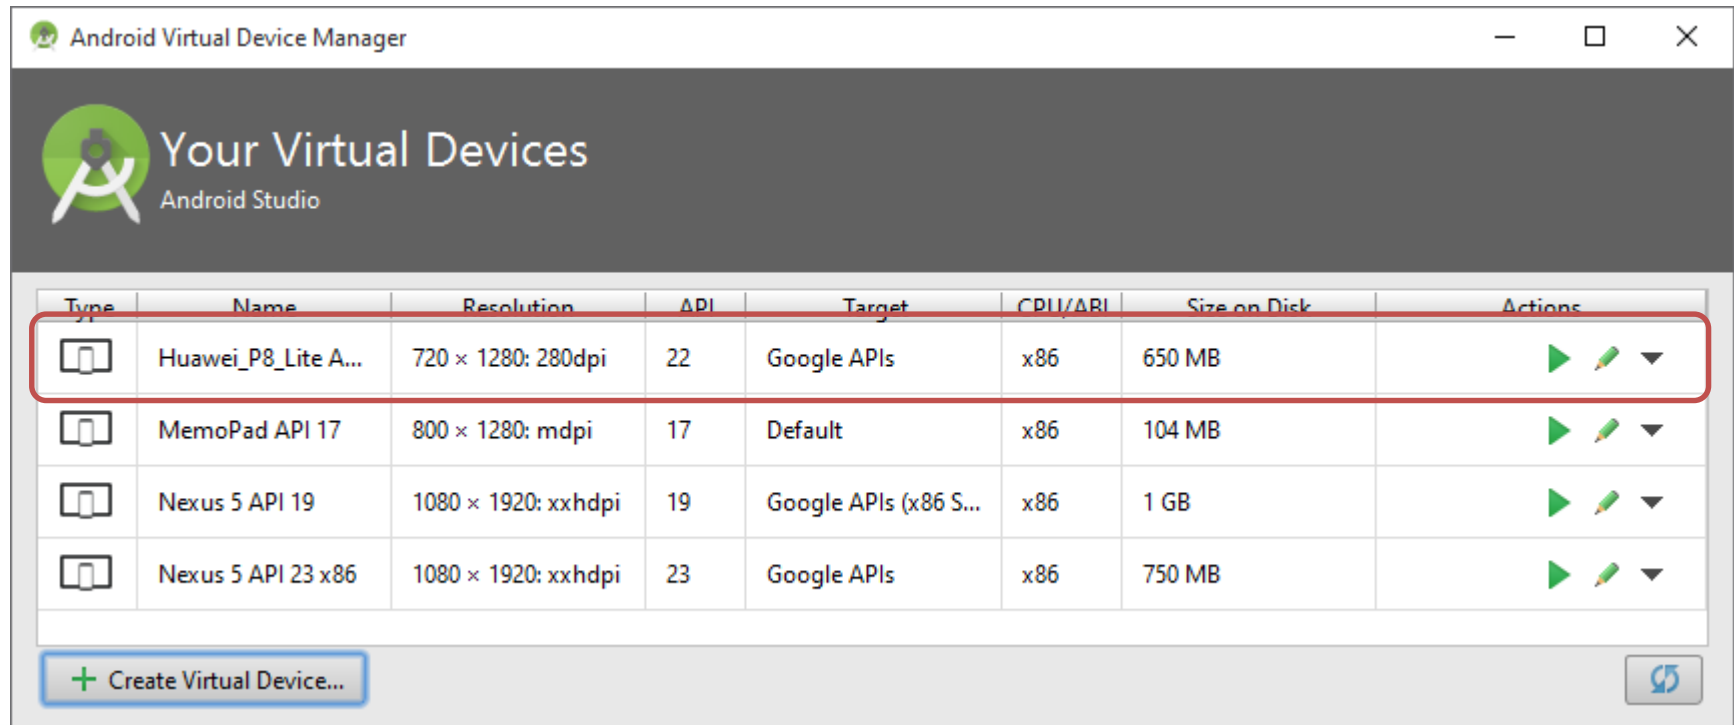 Android Virtual Device Manager
Your Virtual Devices
Android Studio
Type Name Resolution API Target CPU/ABI Size on Disk Actions
Huawei_P8_Lite A... 720 × 1280: 280dpi 22 Google APIs x86 650 MB
MemoPad API 17 800 × 1280: mdpi 17 Default x86 104 MB
Nexus 5 API 19 1080 × 1920: xxhdpi 19 Google APIs (x86 S... x86 1 GB
Nexus 5 API 23 x86 1080 × 1920: xxhdpi 23 Google APIs x86 750 MB
Create Virtual Device...